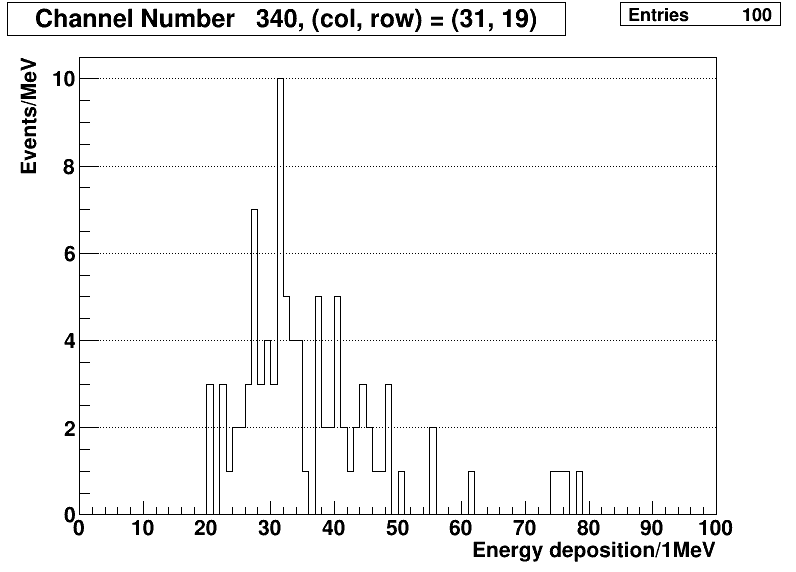 Channel Number 340, (col, row) = (31, 19)
Entries 100
Events/MeV
10
8
6
4
2
0
0 10 20 30 40 50 60 70 80 90 100
Energy deposition/1MeV